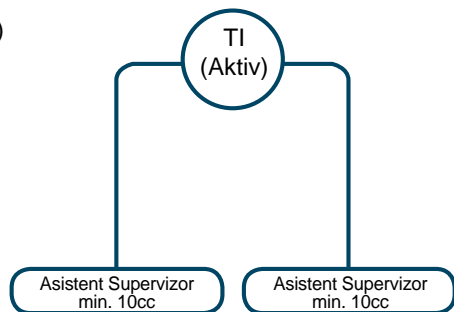 )
TI
(Aktiv)
Asistent Supervizor
min. 10cc
Asistent Supervizor
min. 10cc